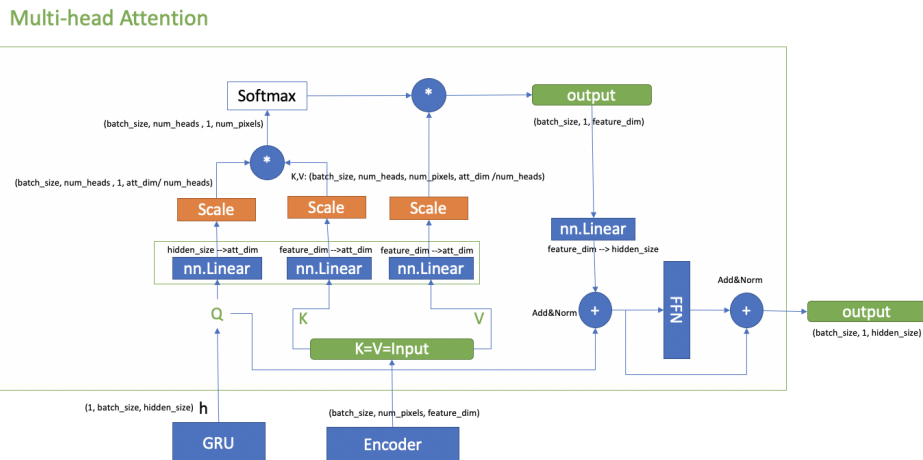 Multi-head Attention
Softmax
*
output
(batch_size, num_heads , 1, num_pixels)
(batch_size, 1, feature_dim)
*
K,V: (batch_size, num_heads, num_pixels, att_dim /num_heads)
(batch_size, num_heads , 1, att_dim/ num_heads)
Scale
Scale
Scale
nn.Linear
hidden_size -->att_dim
feature_dim -->att_dim
feature_dim -->att_dim
feature_dim --> hidden_size
nn.Linear
nn.Linear
nn.Linear
Q
K
V
Add&Norm
+
FFN
Add&Norm
+
output
(batch_size, 1, hidden_size)
K=V=Input
(1, batch_size, hidden_size) h
(batch_size, num_pixels, feature_dim)
GRU
Encoder